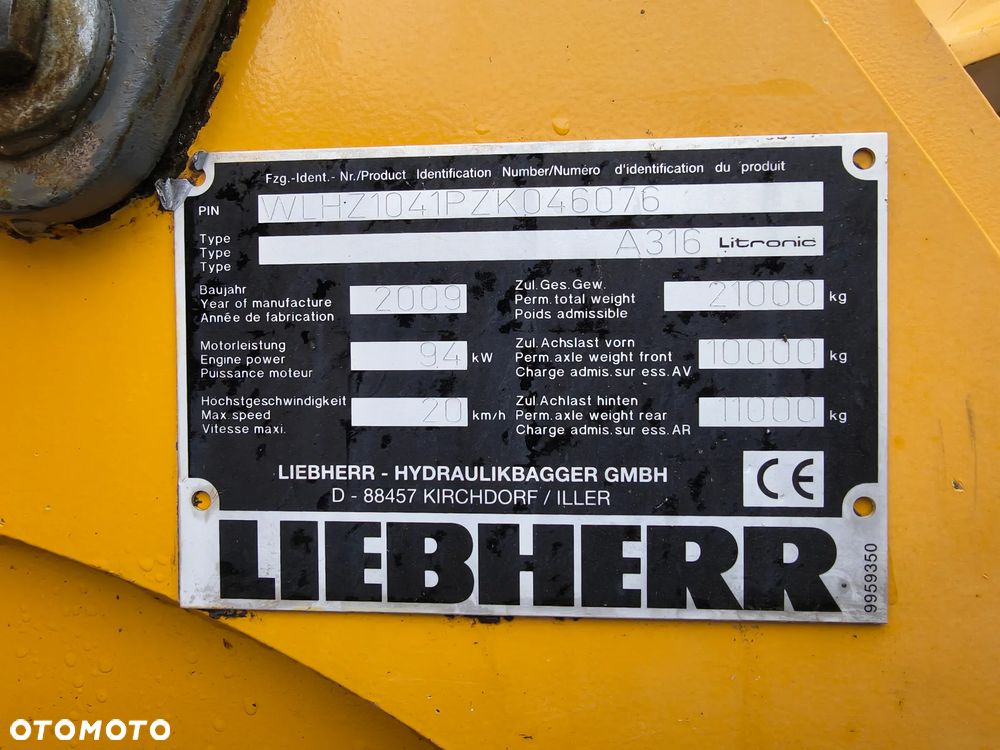 Fzg.-Ident.- Nr./Product Identification Number/Numéro d'identification du produit
PIN WLHZ1041PZK046076
Type
Type A316 Litronic
Type
Baujahr
Year of manufacture 2009
Année de fabrication
Zul.Ges.Gew.
Perm.total weight 21000 kg
Poids admissible
Motorleistung
Engine power 94 kW
Puissance moteur
Zul.Achslast vorn
Perm.axle weight front 10000 kg
Charge admis.sur ess.AV
Hochstgeschwindigkeit
Max.speed 20 km/h
Vitesse maxi.
Zul.Achlast hinten
Perm.axle weight rear 11000 kg
Charge admis.sur ess.AR
LIEBHERR - HYDRAULIKBAGGER GMBH
D - 88457 KIRCHDORF / ILLER
CE
LIEBHERR
9959350
OTOMOTO